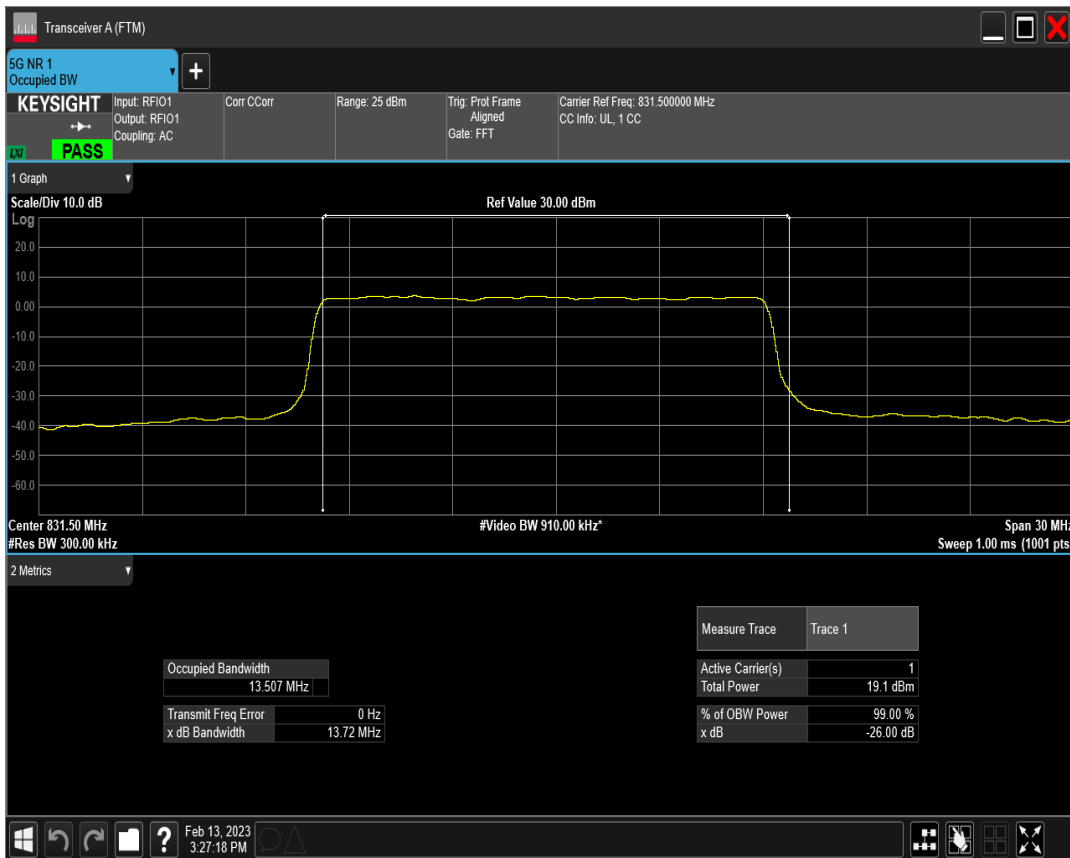 Transceiver A (FTM)
5G NR 1
Occupied BW
+
KEYSIGHT
LXI
PASS
Input: RFIO1
Output: RFIO1
Coupling: AC
Corr CCorr
Range: 25 dBm
Trig: Prot Frame
Aligned
Gate: FFT
Carrier Ref Freq: 831.500000 MHz
CC Info: UL, 1 CC
1 Graph
Scale/Div 10.0 dB
Ref Value 30.00 dBm
Log
20.0
10.0
0.00
-10.0
-20.0
-30.0
-40.0
-50.0
-60.0
Center 831.50 MHz
#Video BW 910.00 kHz*
Span 30 MHz
#Res BW 300.00 kHz
Sweep 1.00 ms (1001 pts
2 Metrics
Measure Trace Trace 1
Occupied Bandwidth
13.507 MHz
Active Carrier(s) 1
Total Power 19.1 dBm
Transmit Freq Error 0 Hz
x dB Bandwidth 13.72 MHz
% of OBW Power 99.00 %
x dB -26.00 dB
?
Feb 13, 2023
3:27:18 PM